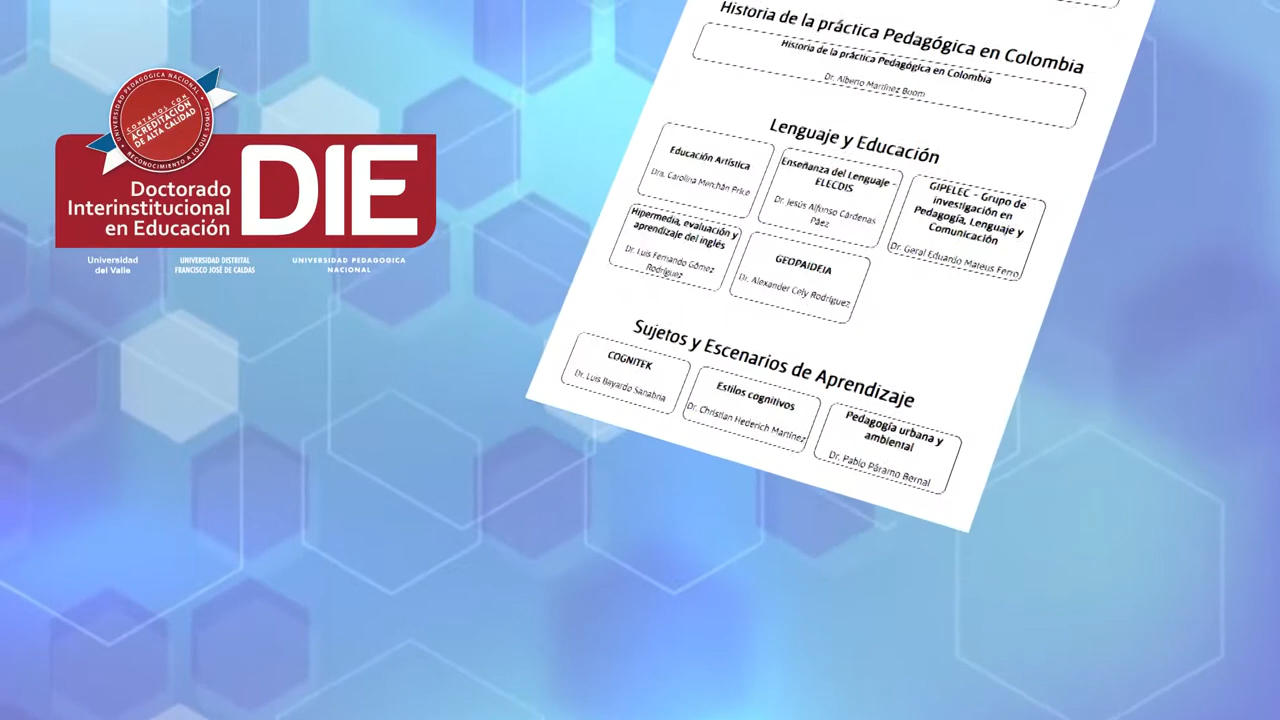 UNIVERSIDAD PEDAGÓGICA NACIONAL
CONTAMOS CON
ACREDITACIÓN
DE ALTA CALIDAD
RECONOCIMIENTO A LO QUE SOMOS
Doctorado
Interinstitucional
en Educación
DIE
Universidad
del Valle
UNIVERSIDAD DISTRITAL
FRANCISCO JOSÉ DE CALDAS
UNIVERSIDAD PEDAGOGICA
NACIONAL
Historia de la práctica Pedagógica en Colombia
Historia de la práctica Pedagógica en Colombia
Dr. Alberto Martínez Boom
Lenguaje y Educación
Educación Artística
Dra. Carolina Merchán Price
Enseñanza del Lenguaje -
ELECDIS
Dr. Jesús Alfonso Cárdenas
Páez
GIPELEC - Grupo de
investigación en
Pedagogía, Lenguaje y
Comunicación
Dr. Geral Eduardo Mateus Ferro
Hipermedia, evaluación y
aprendizaje del inglés
Dr. Luis Fernando Gómez
Rodríguez
GEOPAIDEIA
Dr. Alexander Cely Rodríguez
Sujetos y Escenarios de Aprendizaje
COGNITEK
Dr. Luis Bayardo Sanabria
Estilos cognitivos
Dr. Christian Hederich Martínez
Pedagogía urbana y
ambiental
Dr. Pablo Páramo Bernal